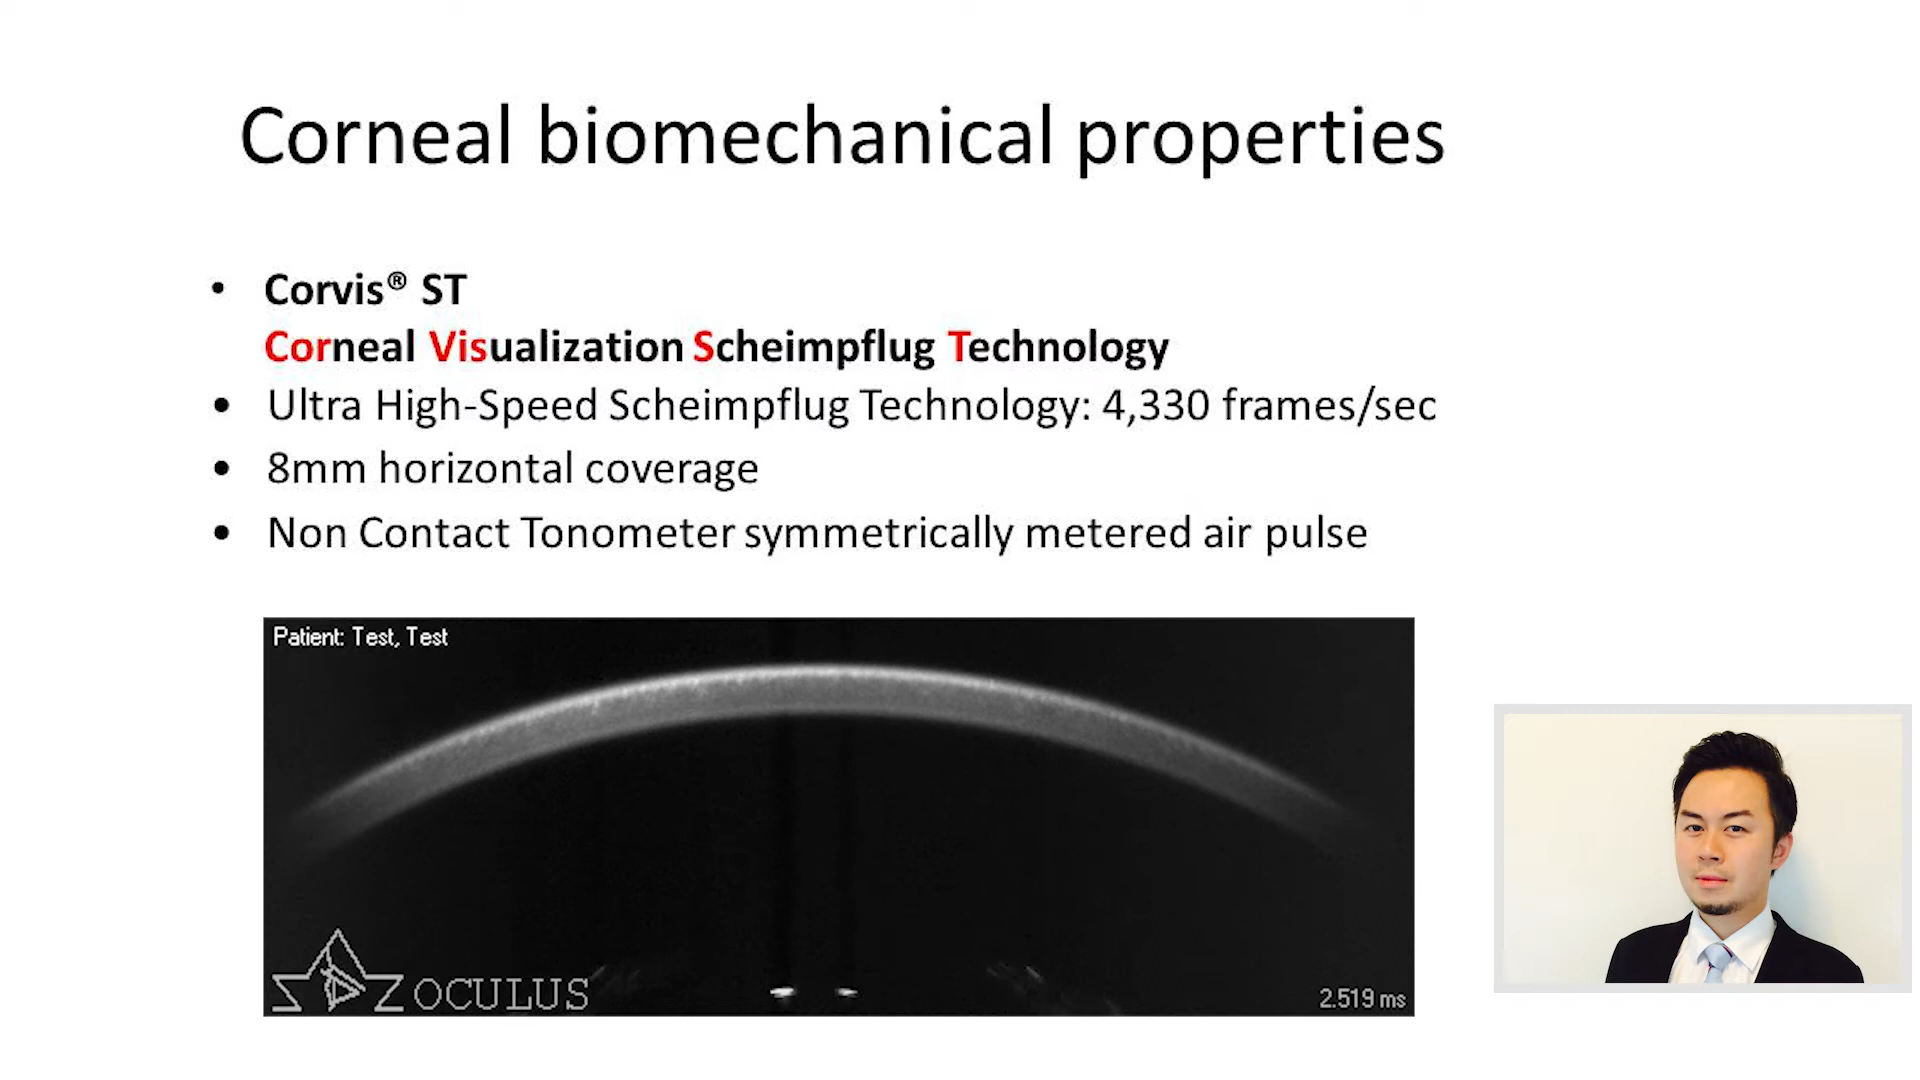 Corneal biomechanical properties
• Corvis® ST
Corneal Visualization Scheimpflug Technology
• Ultra High-Speed Scheimpflug Technology: 4,330 frames/sec
• 8mm horizontal coverage
• Non Contact Tonometer symmetrically metered air pulse
Patient: Test, Test
OCULUS
2.519 ms